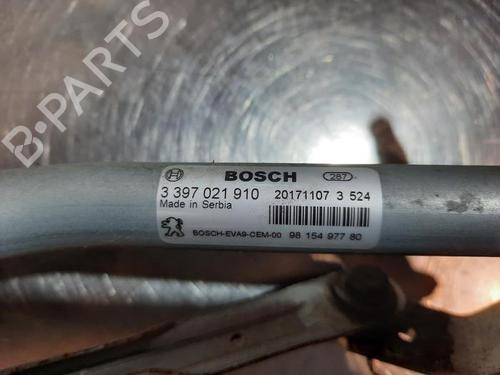 B-PARTS
BOSCH 267
3 397 021 910 20171107 3 524
Made in Serbia
BOSCH-EVA9-CEM-00 98 154 977 80